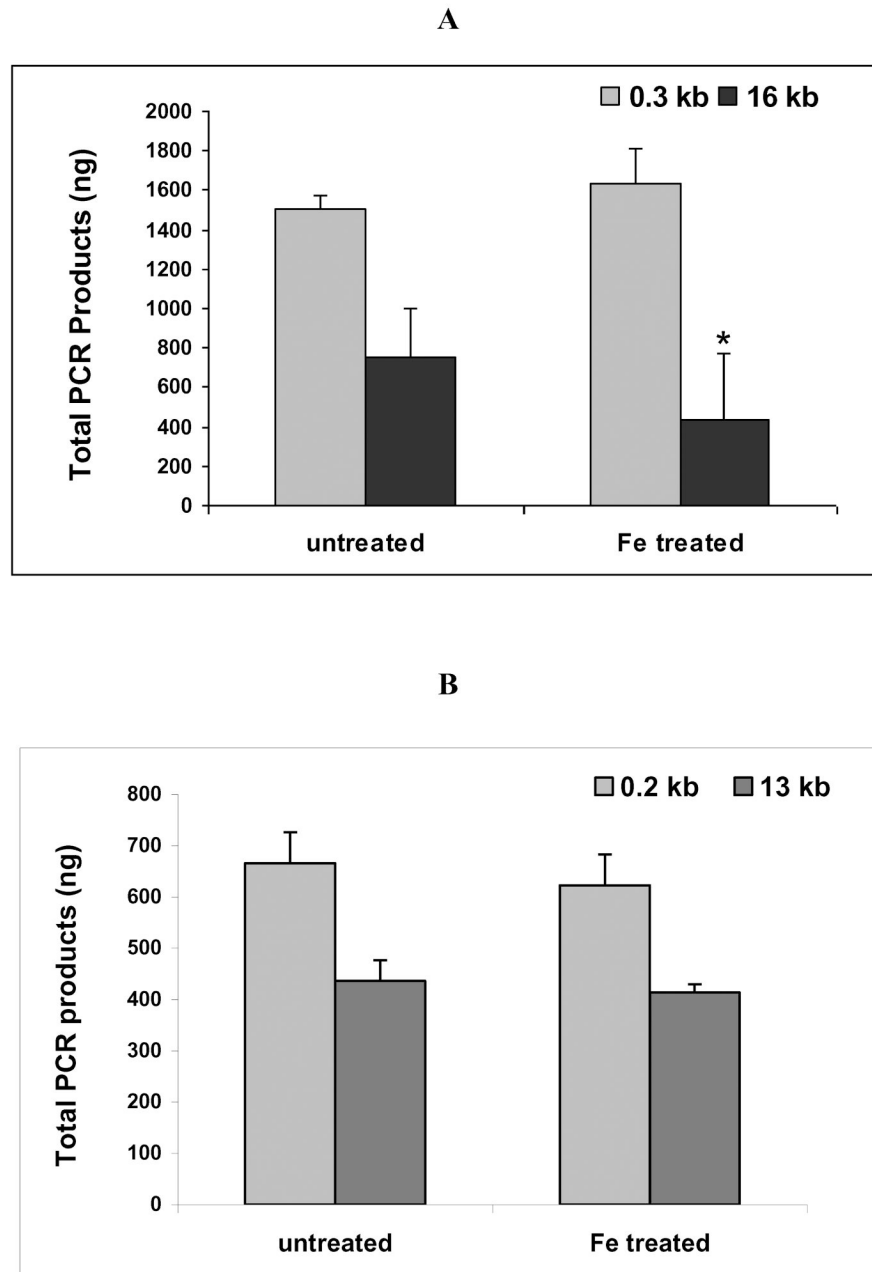 A
0.3 kb 16 kb
2000
1800
1600
1400
1200
1000
800
600
400
200
0
Total PCR Products (ng)
*
untreated Fe treated
B
0.2 kb 13 kb
800
700
600
500
400
300
200
100
0
Total PCR products (ng)
untreated Fe treated